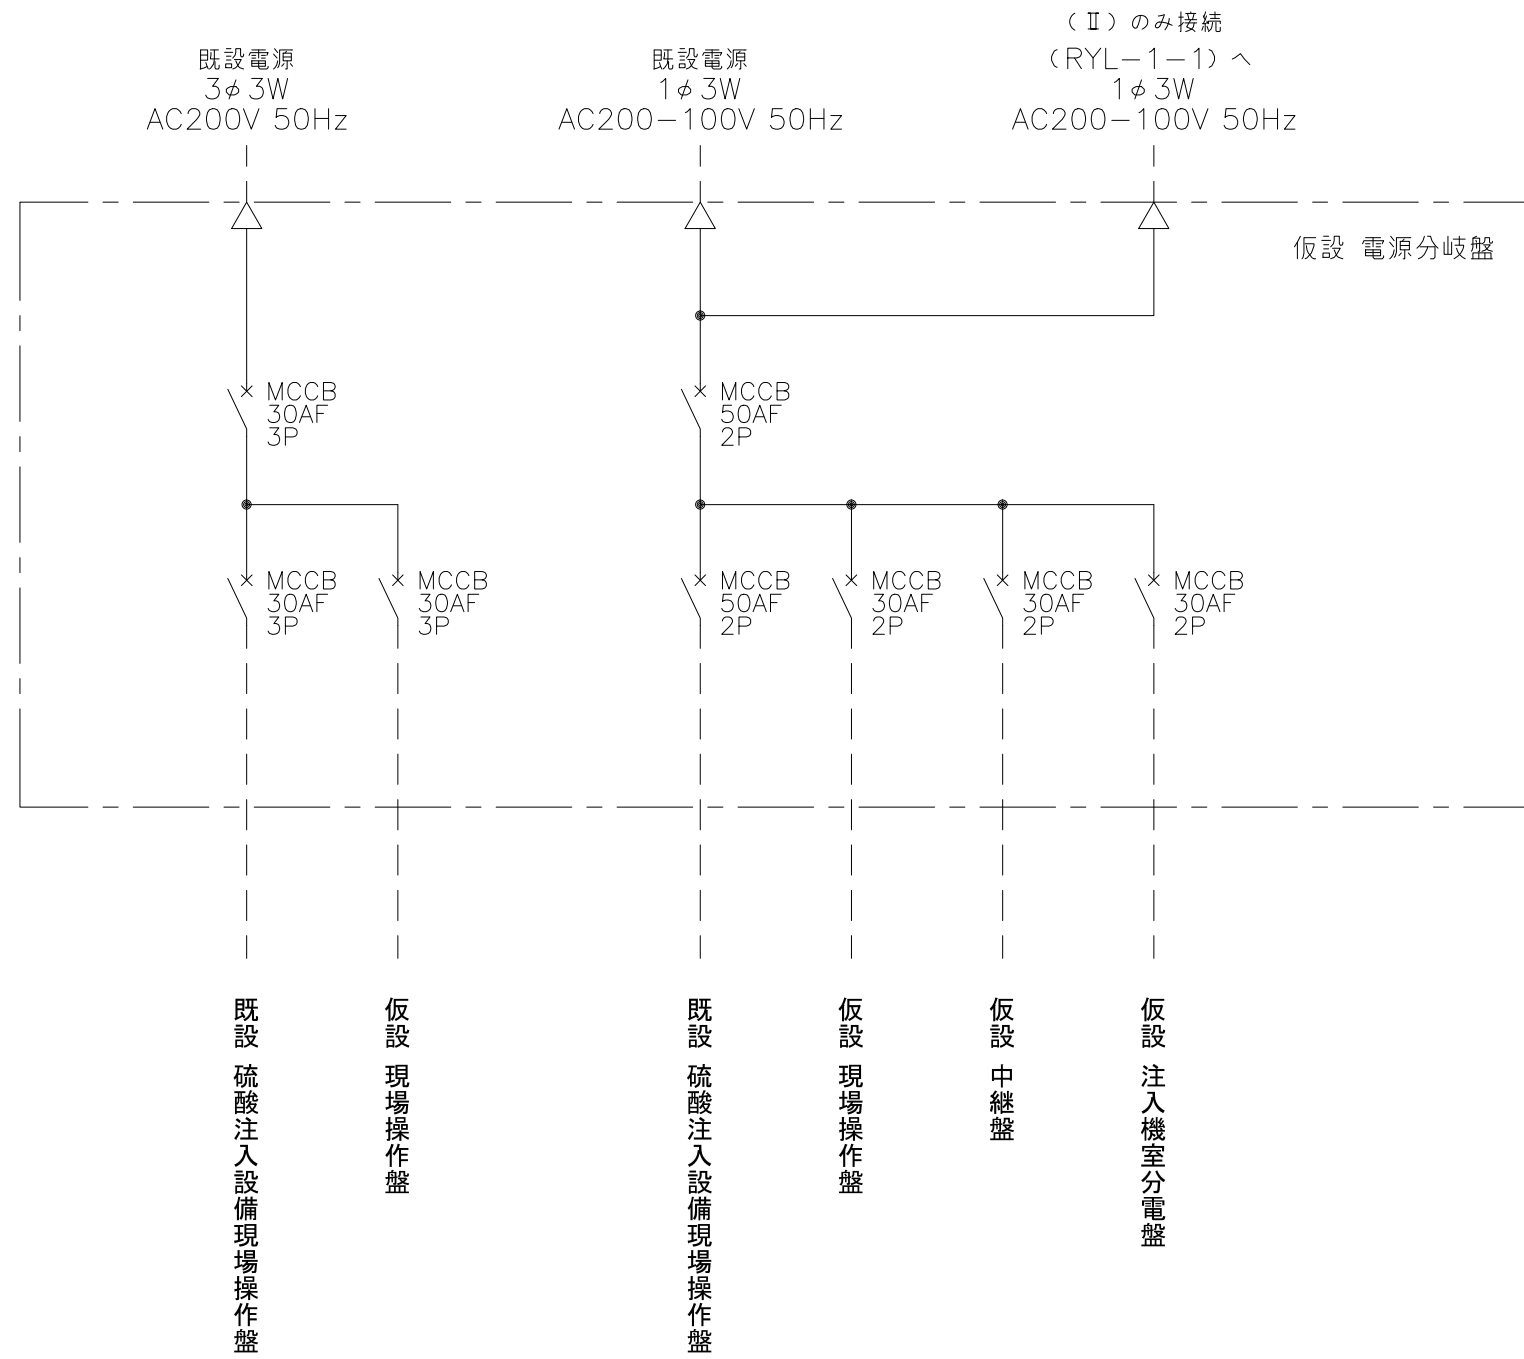 既設電源
3φ3W
AC200V 50Hz
既設電源
1φ3W
AC200-100V 50Hz
(Ⅱ)のみ接続
(RYL-1-1)へ
1φ3W
AC200-100V 50Hz
仮設 電源分岐盤
MCCB
30AF
3P
MCCB
50AF
2P
MCCB
30AF
3P
MCCB
30AF
3P
MCCB
50AF
2P
MCCB
30AF
2P
MCCB
30AF
2P
MCCB
30AF
2P
既設 硫酸注入設備現場操作盤
仮設 現場操作盤
既設 硫酸注入設備現場操作盤
仮設 現場操作盤
仮設 中継盤
仮設 注入機室分電盤